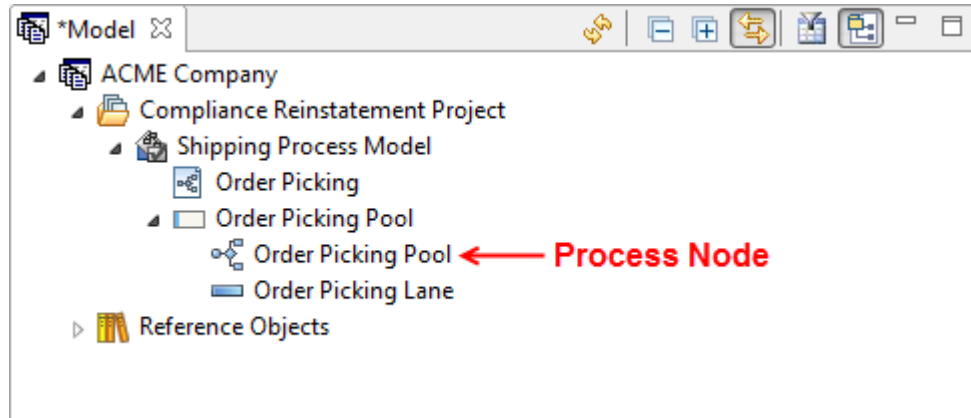 *Model
ACME Company
Compliance Reinstatement Project
Shipping Process Model
Order Picking
Order Picking Pool
Order Picking Pool Process Node
Order Picking Lane
Reference Objects